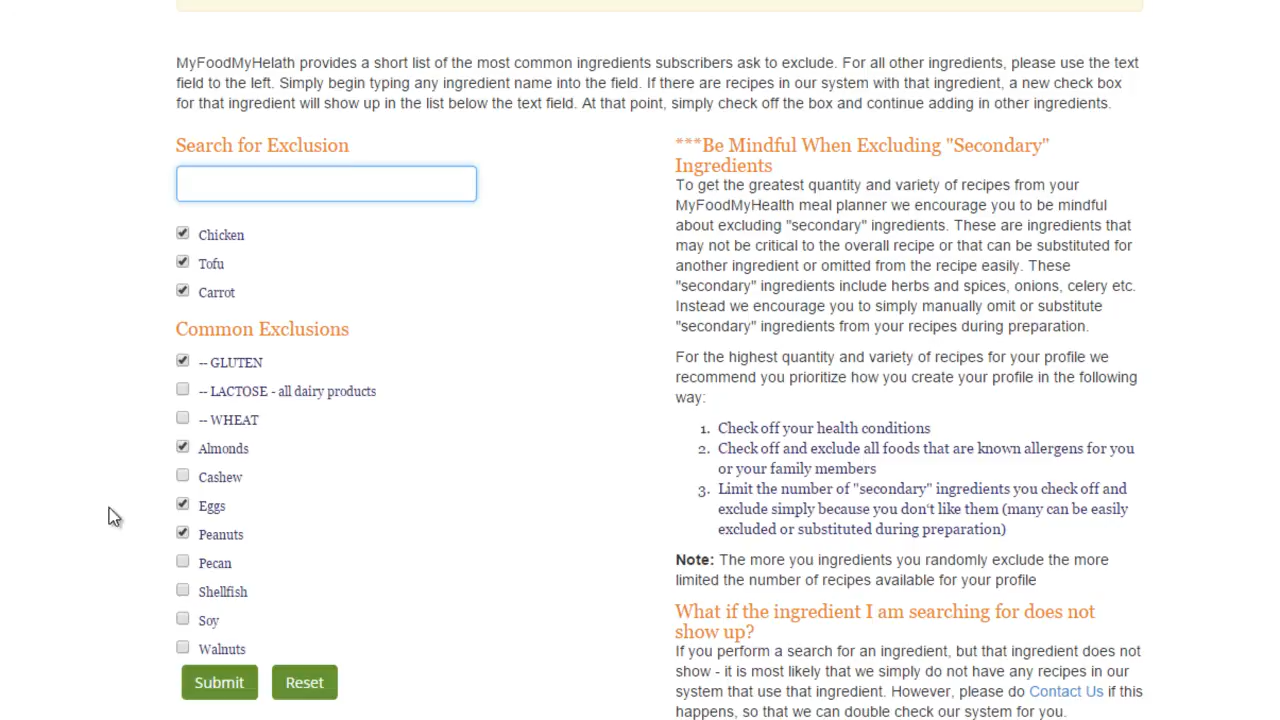 MyFoodMyHelath provides a short list of the most common ingredients subscribers ask to exclude. For all other ingredients, please use the text
field to the left. Simply begin typing any ingredient name into the field. If there are recipes in our system with that ingredient, a new check box
for that ingredient will show up in the list below the text field. At that point, simply check off the box and continue adding in other ingredients.
Search for Exclusion
Chicken
Tofu
Carrot
Common Exclusions
-- GLUTEN
-- LACTOSE - all dairy products
-- WHEAT
Almonds
Cashew
Eggs
Peanuts
Pecan
Shellfish
Soy
Walnuts
Submit
Reset
***Be Mindful When Excluding "Secondary"
Ingredients
To get the greatest quantity and variety of recipes from your
MyFoodMyHealth meal planner we encourage you to be mindful
about excluding "secondary" ingredients. These are ingredients that
may not be critical to the overall recipe or that can be substituted for
another ingredient or omitted from the recipe easily. These
"secondary" ingredients include herbs and spices, onions, celery etc.
Instead we encourage you to simply manually omit or substitute
"secondary" ingredients from your recipes during preparation.
For the highest quantity and variety of recipes for your profile we
recommend you prioritize how you create your profile in the following
way:
1. Check off your health conditions
2. Check off and exclude all foods that are known allergens for you
or your family members
3. Limit the number of "secondary" ingredients you check off and
exclude simply because you don't like them (many can be easily
excluded or substituted during preparation)
Note: The more you ingredients you randomly exclude the more
limited the number of recipes available for your profile
What if the ingredient I am searching for does not
show up?
If you perform a search for an ingredient, but that ingredient does not
show - it is most likely that we simply do not have any recipes in our
system that use that ingredient. However, please do Contact Us if this
happens, so that we can double check our system for you.